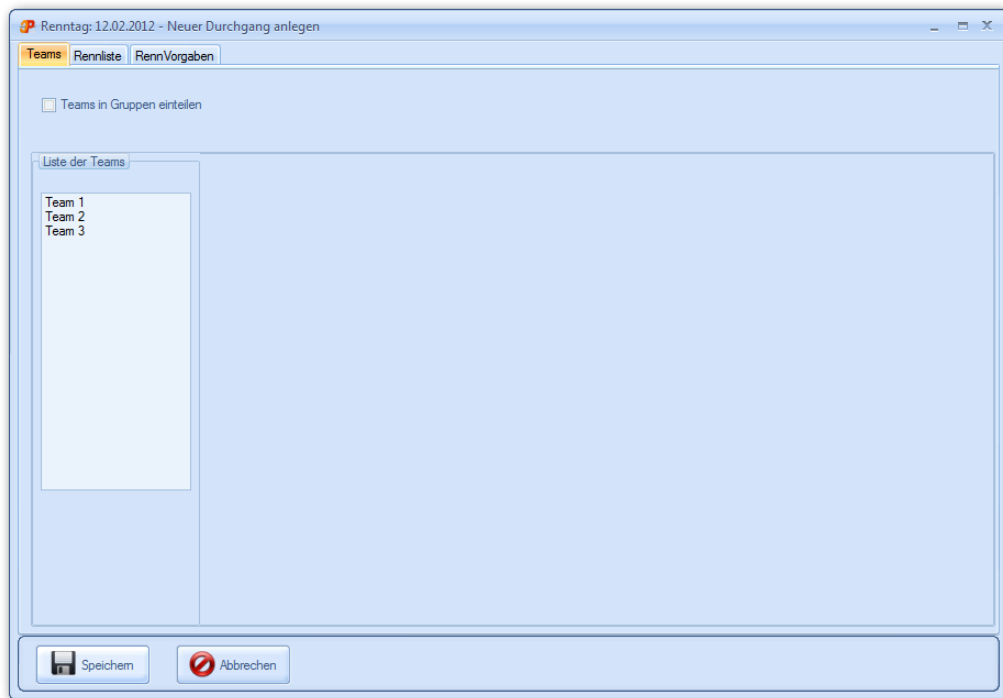 Renntag: 12.02.2012 - Neuer Durchgang anlegen
Teams Rennliste RennVorgaben
Teams in Gruppen einteilen
Liste der Teams
Team 1
Team 2
Team 3
Speichern Abbrechen